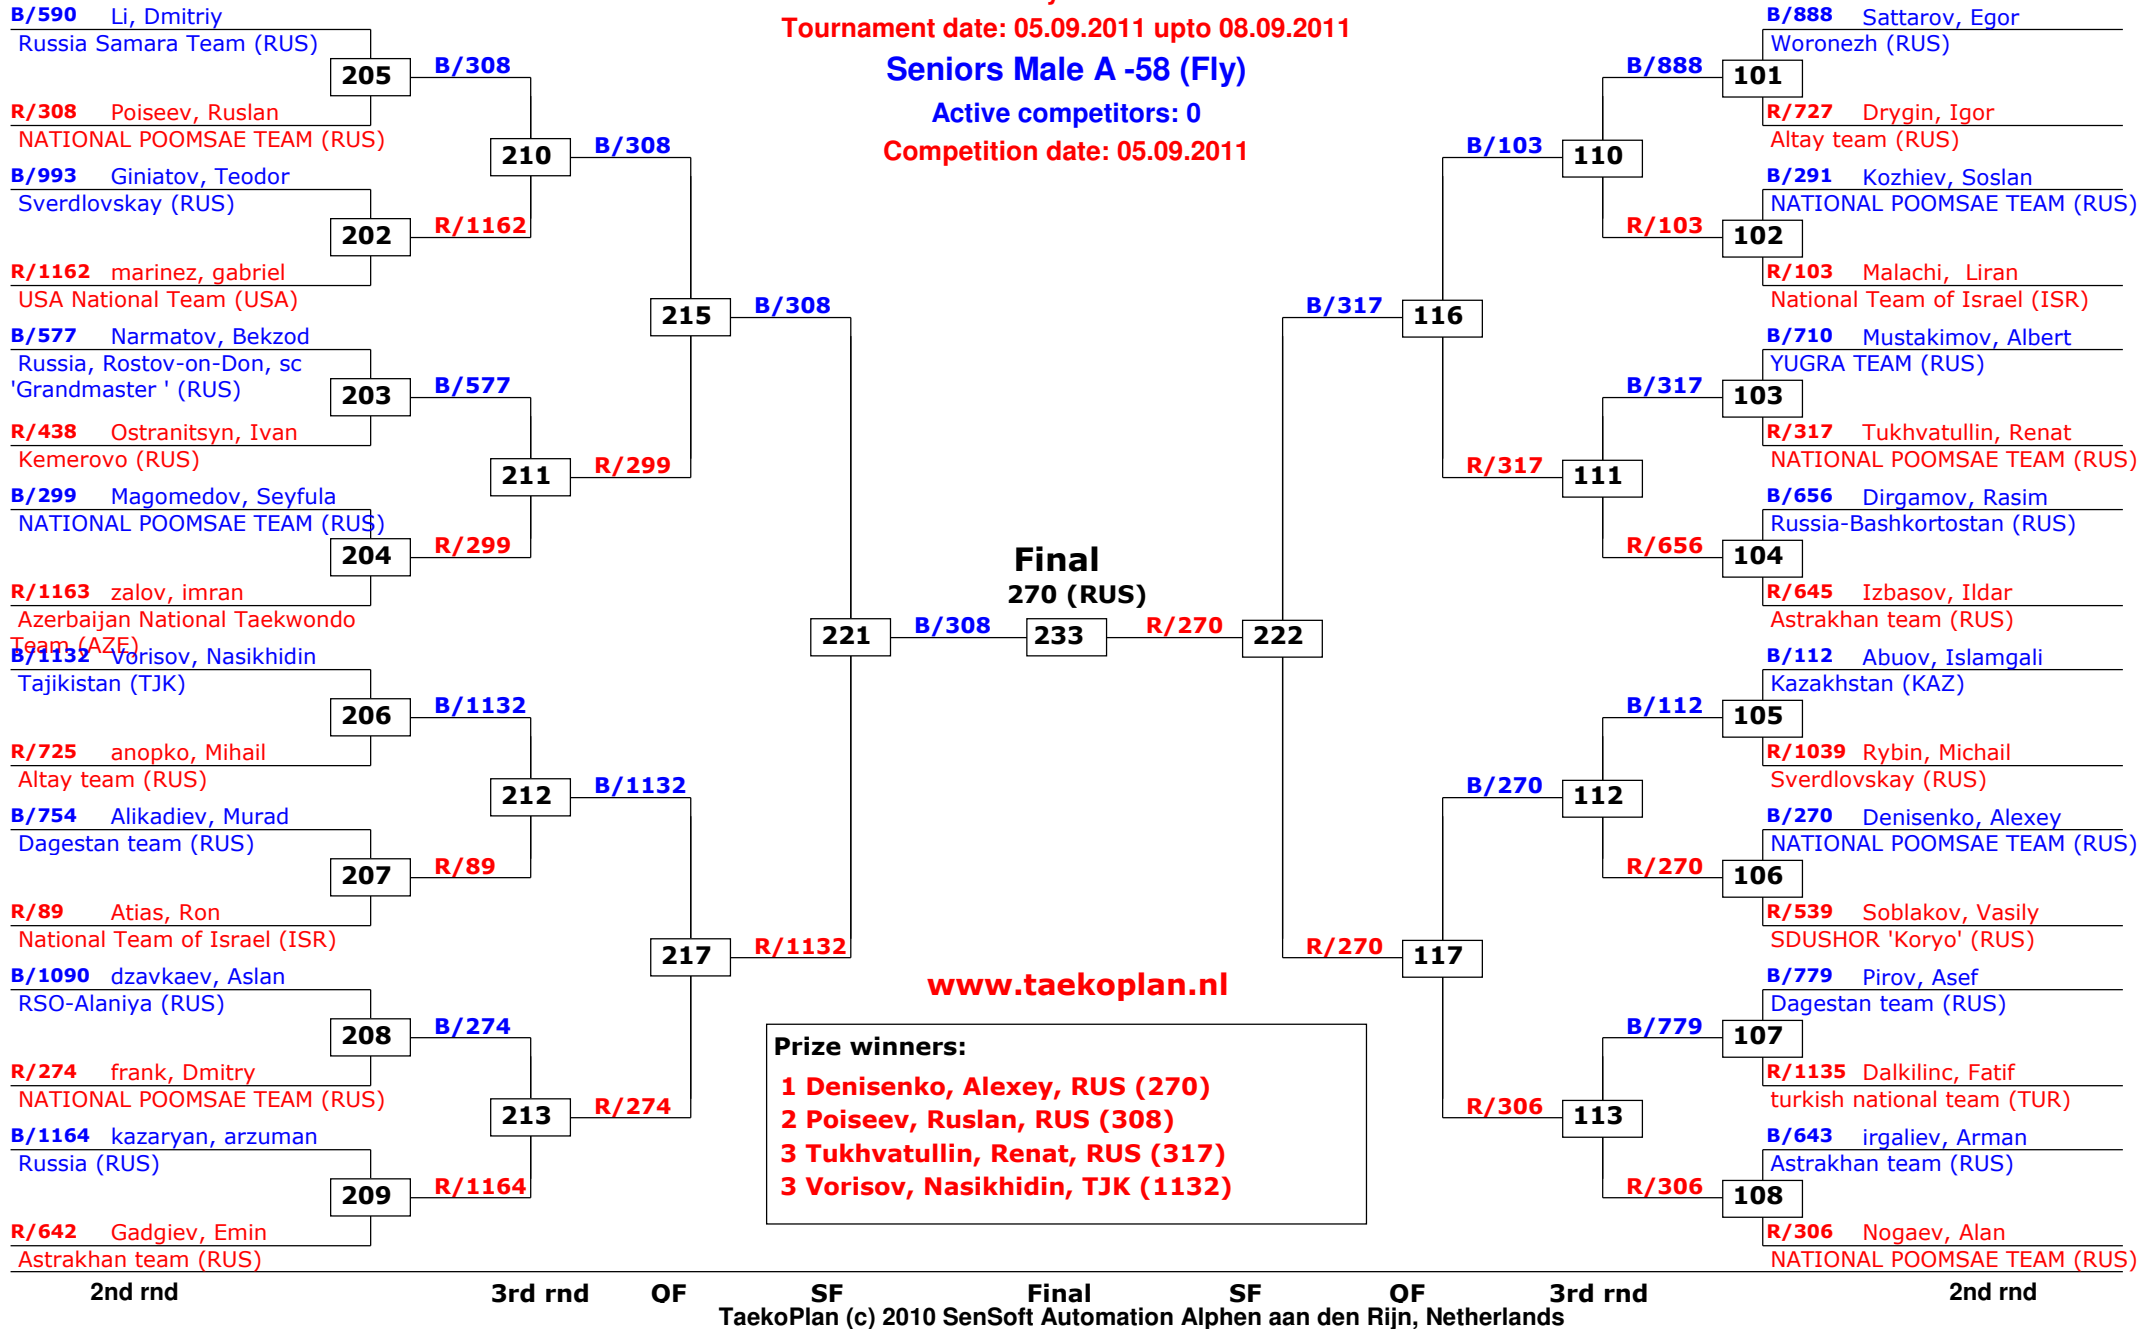 Tournament date: 05.09.2011 upto 08.09.2011
Seniors Male A -58 (Fly)
Active competitors: 0
Competition date: 05.09.2011
B/590 Li, Dmitriy
Russia Samara Team (RUS)
205
B/308
R/308 Poiseev, Ruslan
NATIONAL POOMSAE TEAM (RUS)
210
B/308
B/993 Giniatov, Teodor
Sverdlovskay (RUS)
202
R/1162
R/1162 marinez, gabriel
USA National Team (USA)
215
B/308
B/577 Narmatov, Bekzod
Russia, Rostov-on-Don, sc
'Grandmaster ' (RUS)
203
B/577
R/438 Ostranitsyn, Ivan
Kemerovo (RUS)
211
R/299
B/299 Magomedov, Seyfula
NATIONAL POOMSAE TEAM (RUS)
204
R/299
R/1163 zalov, imran
Azerbaijan National Taekwondo
Team (AZE)
221
B/308
B/1132 Vorisov, Nasikhidin
Tajikistan (TJK)
206
B/1132
R/725 anopko, Mihail
Altay team (RUS)
212
B/1132
B/754 Alikadiev, Murad
Dagestan team (RUS)
207
R/89
R/89 Atias, Ron
National Team of Israel (ISR)
217
R/1132
B/1090 dzavkaev, Aslan
RSO-Alaniya (RUS)
208
B/274
R/274 frank, Dmitry
NATIONAL POOMSAE TEAM (RUS)
213
R/274
B/1164 kazaryan, arzuman
Russia (RUS)
209
R/1164
R/642 Gadgiev, Emin
Astrakhan team (RUS)
Final
270 (RUS)
233
R/270
222
www.taekoplan.nl
Prize winners:
1 Denisenko, Alexey, RUS (270)
2 Poiseev, Ruslan, RUS (308)
3 Tukhvatullin, Renat, RUS (317)
3 Vorisov, Nasikhidin, TJK (1132)
B/888 Sattarov, Egor
Woronezh (RUS)
B/888
101
R/727 Drygin, Igor
Altay team (RUS)
B/103
110
B/291 Kozhiev, Soslan
NATIONAL POOMSAE TEAM (RUS)
R/103
102
R/103 Malachi, Liran
National Team of Israel (ISR)
B/317
116
B/710 Mustakimov, Albert
YUGRA TEAM (RUS)
B/317
103
R/317 Tukhvatullin, Renat
NATIONAL POOMSAE TEAM (RUS)
R/317
111
B/656 Dirgamov, Rasim
Russia-Bashkortostan (RUS)
R/656
104
R/645 Izbasov, Ildar
Astrakhan team (RUS)
B/112 Abuov, Islamgali
Kazakhstan (KAZ)
B/112
105
R/1039 Rybin, Michail
Sverdlovskay (RUS)
B/270
112
B/270 Denisenko, Alexey
NATIONAL POOMSAE TEAM (RUS)
R/270
106
R/539 Soblakov, Vasily
SDUSHOR 'Koryo' (RUS)
R/270
117
B/779 Pirov, Asef
Dagestan team (RUS)
B/779
107
R/1135 Dalkilinc, Fatif
turkish national team (TUR)
R/306
113
B/643 irgaliev, Arman
Astrakhan team (RUS)
R/306
108
R/306 Nogaev, Alan
NATIONAL POOMSAE TEAM (RUS)
2nd rnd 3rd rnd OF SF Final SF OF 3rd rnd 2nd rnd
TaekoPlan (c) 2010 SenSoft Automation Alphen aan den Rijn, Netherlands